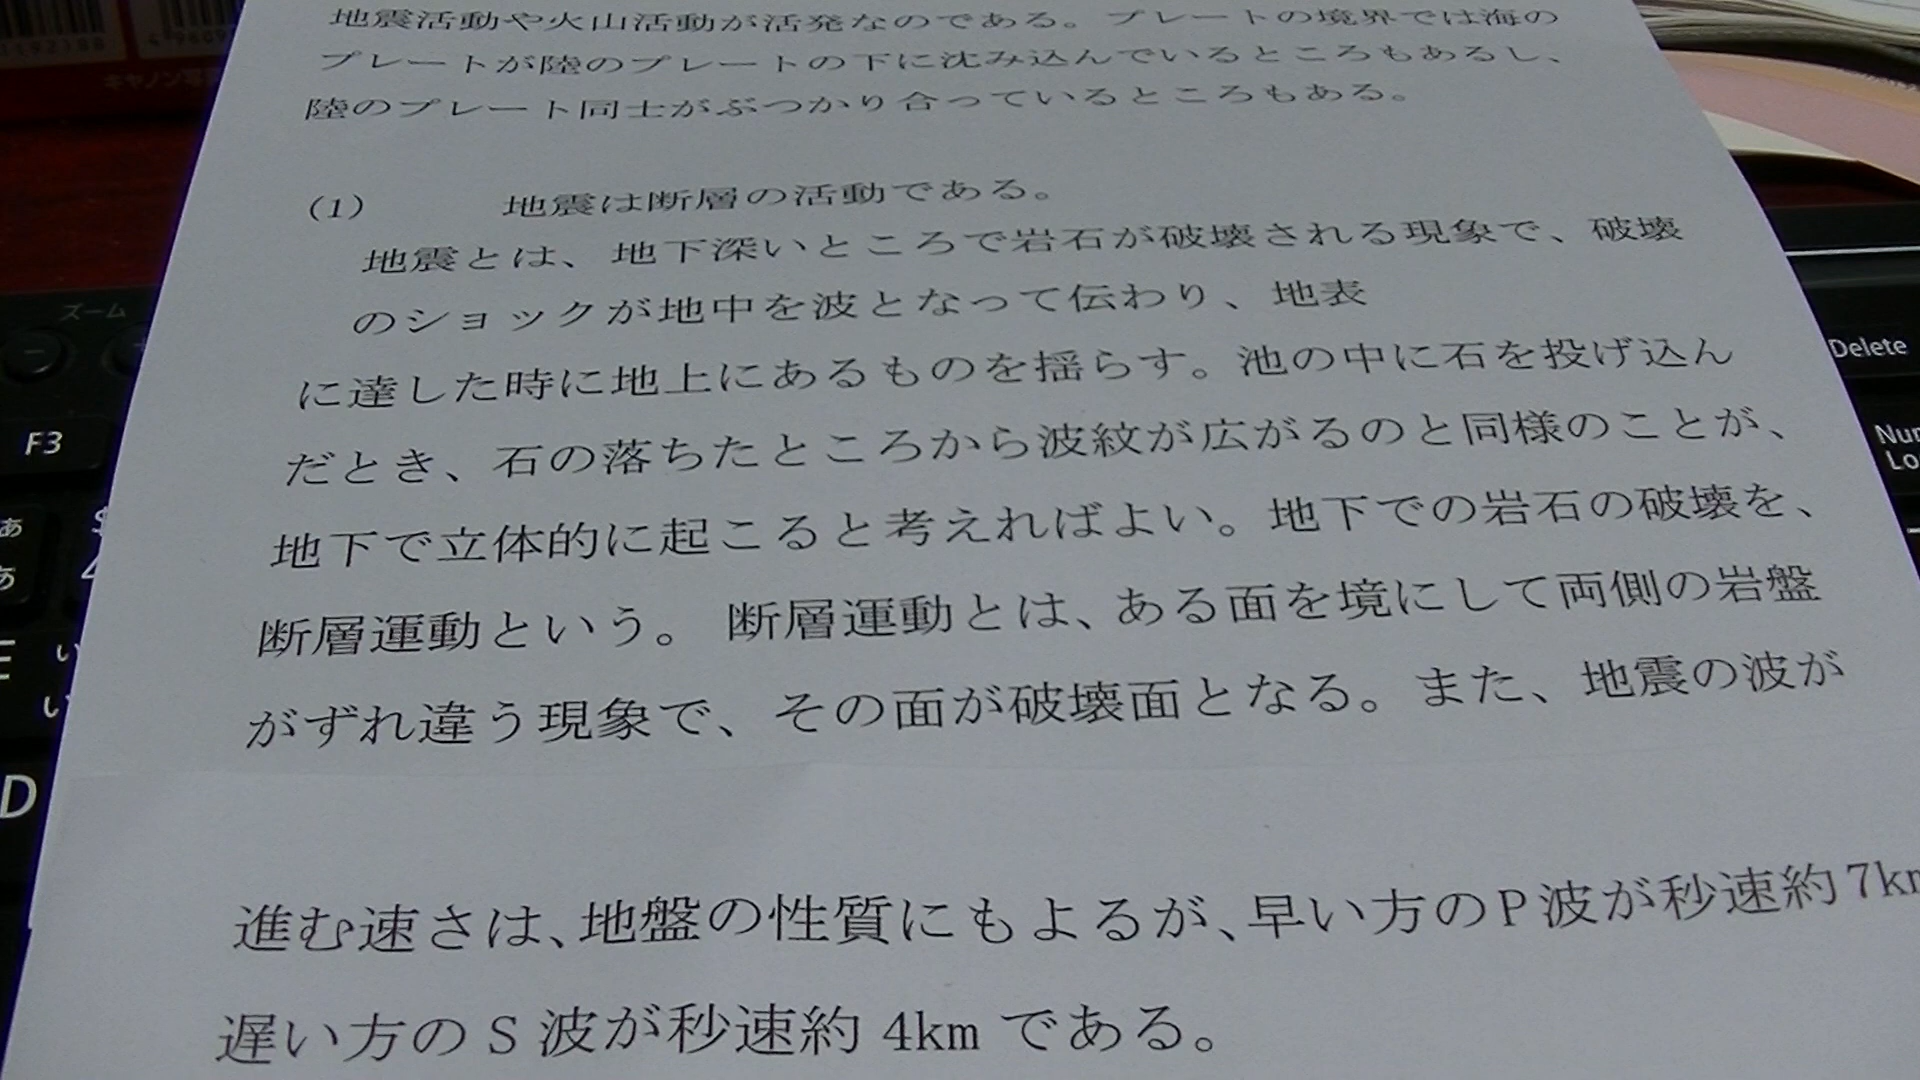 地震活動や火山活動が活発なのである。プレートの境界では海の
プレートが陸のプレートの下に沈み込んでいるところもあるし、
陸のプレート同士がぶつかり合っているところもある。
(1) 地震は断層の活動である。
地震とは、地下深いところで岩石が破壊される現象で、破壊
のショックが地中を波となって伝わり、地表
に達した時に地上にあるものを揺らす。池の中に石を投げ込ん
だとき、石の落ちたところから波紋が広がるのと同様のことが、
地下で立体的に起こると考えればよい。地下での岩石の破壊を、
断層運動という。 断層運動とは、ある面を境にして両側の岩盤
がずれ違う現象で、その面が破壊面となる。また、地震の波が
進む速さは、地盤の性質にもよるが、早い方のP波が秒速約7km
遅い方のS波が秒速約4kmである。
キヤノン
ズーム
F3
あ
あ
い
い
D
Delete